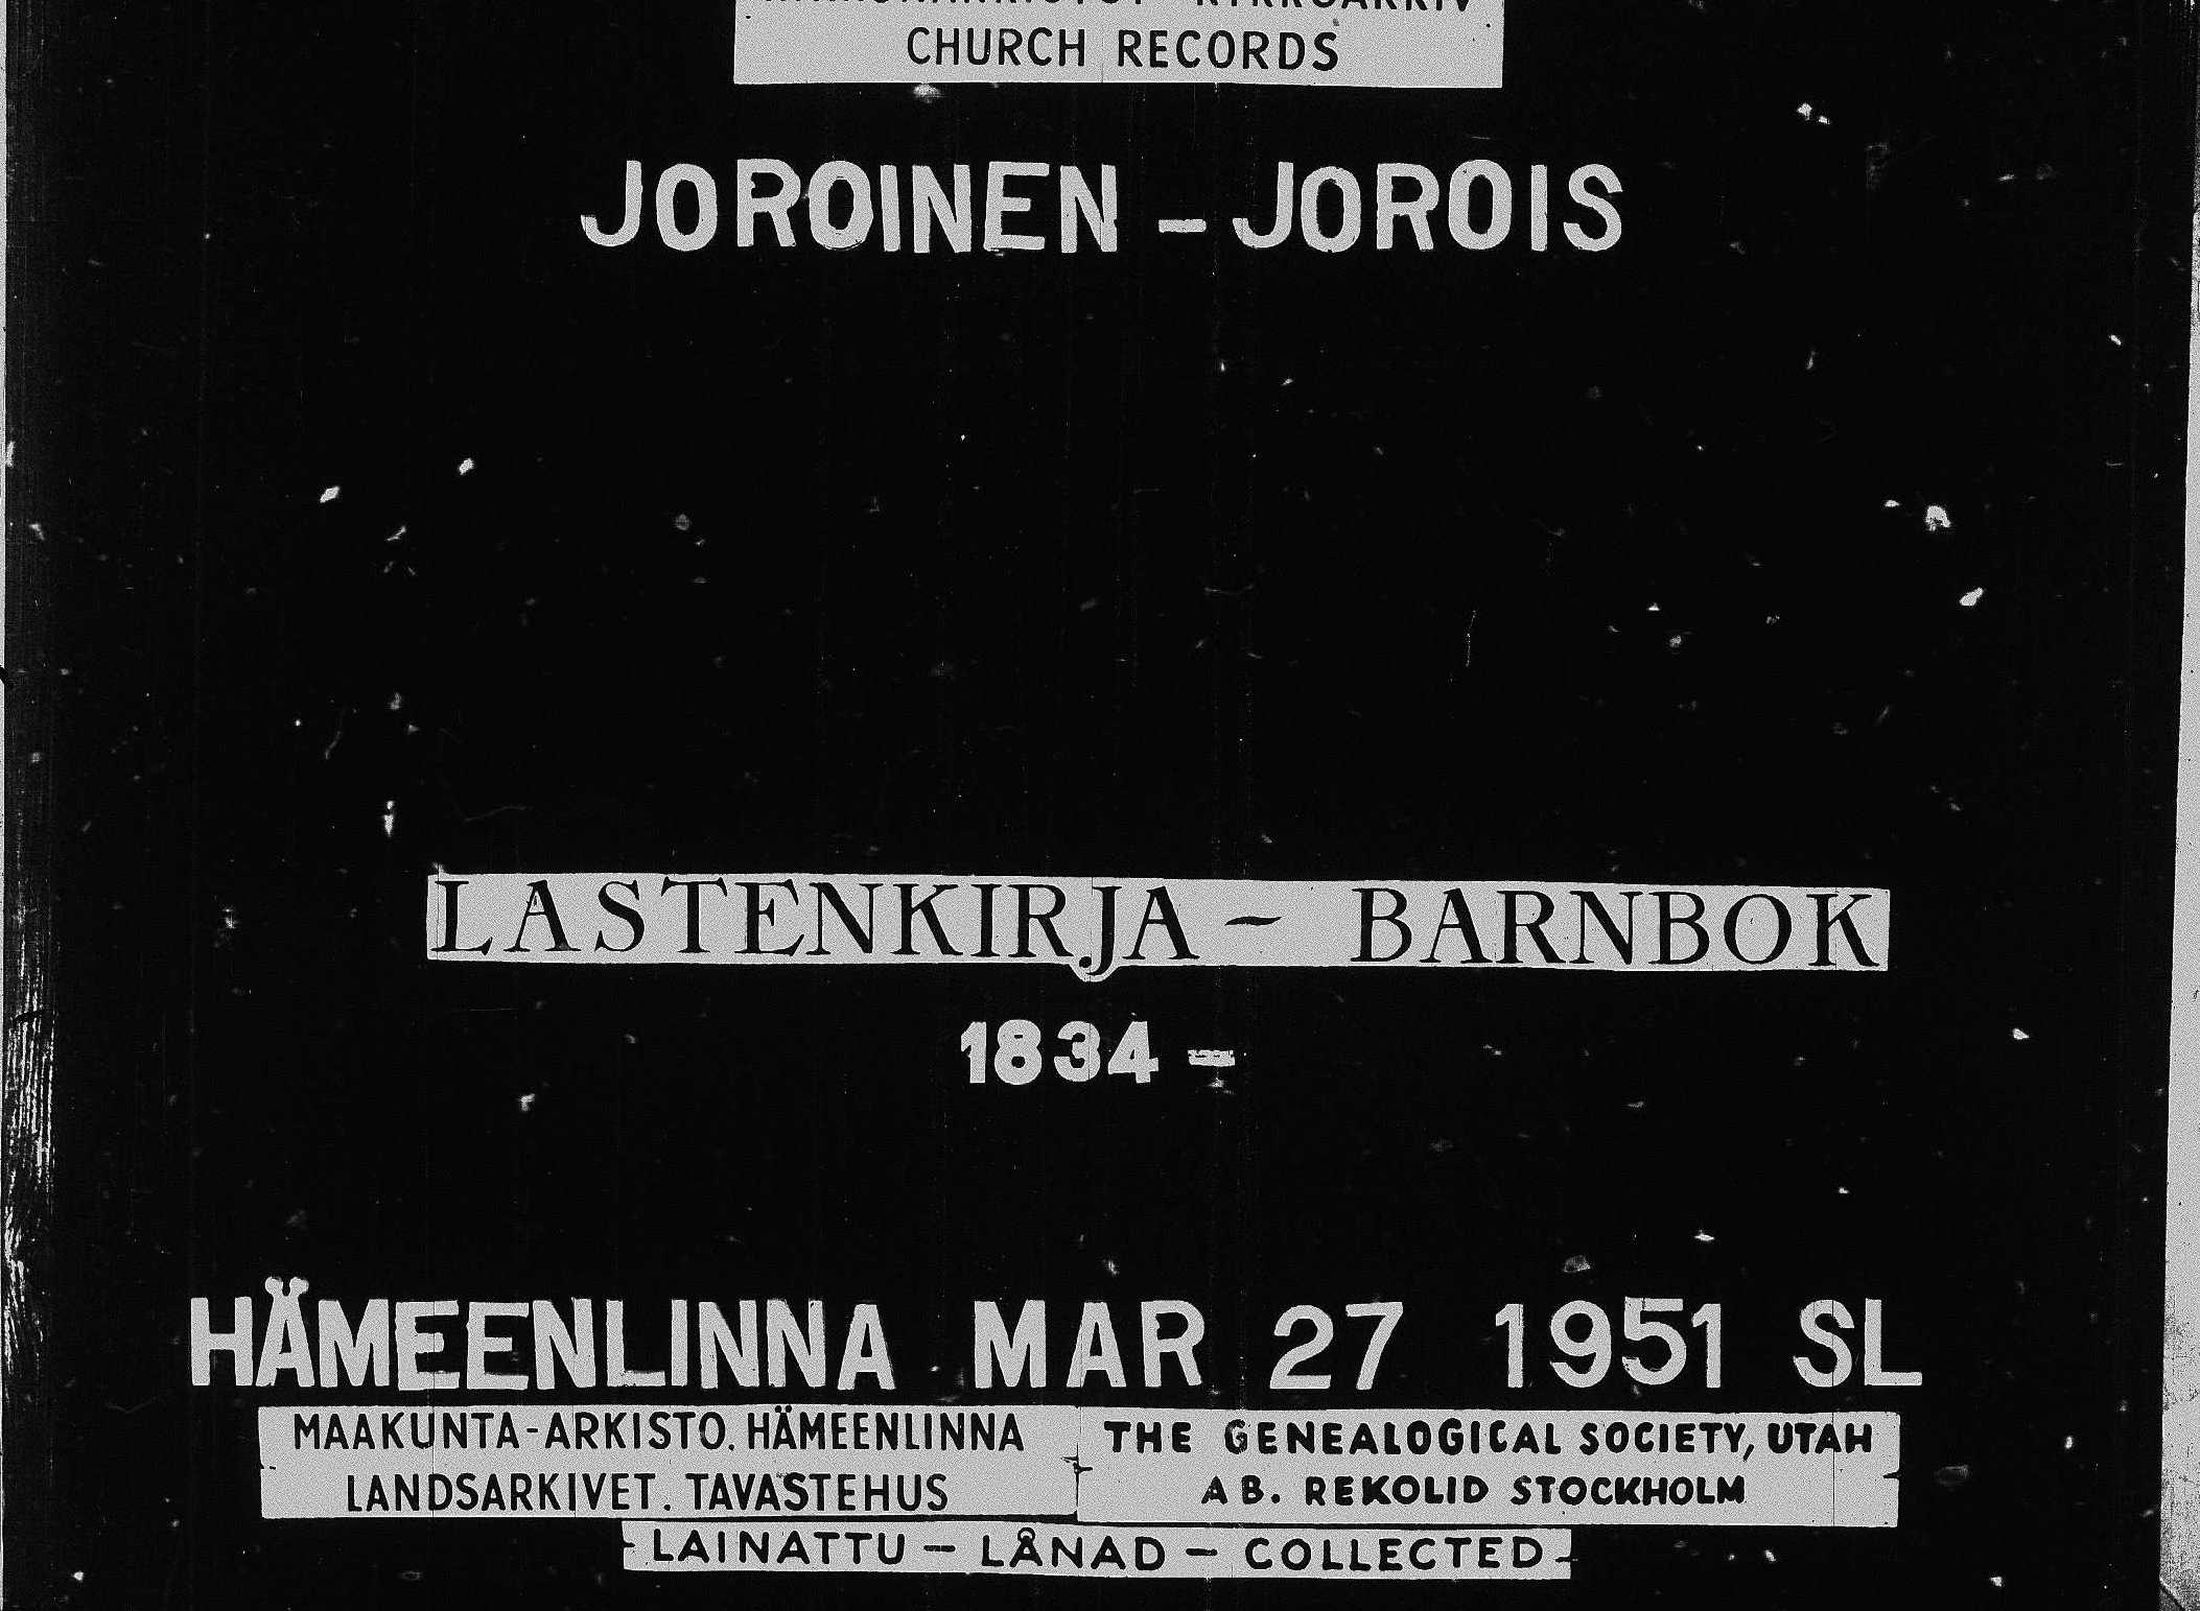 CHURCH RECORDS
JOROINEN - JOROIS
LASTENKIRJA - BARNBOK
1834 -
HÄMEENLINNA MAR 27 1951 SL
MAAKUNTA-ARKISTO. HÄMEENLINNA
LANDSARKIVET. TAVASTEHUS
THE GENEALOGICAL SOCIETY, UTAH
AB. REKOLID STOCKHOLM
LAINATTU - LÅNAD - COLLECTED